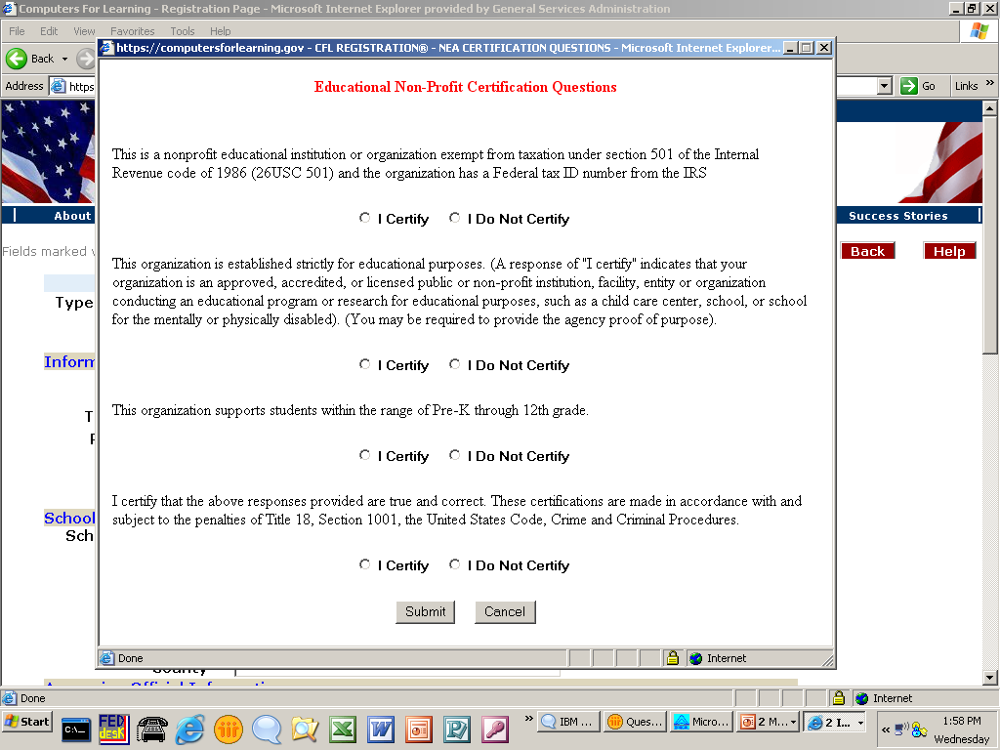 Computers For Learning - Registration Page - Microsoft Internet Explorer provided by General Services Administration
File Edit View Favorites Tools Help
https://computersforlearning.gov - CFL REGISTRATION® - NEA CERTIFICATION QUESTIONS - Microsoft Internet Explorer...
Back
Address https Go Links »
Educational Non-Profit Certification Questions
This is a nonprofit educational institution or organization exempt from taxation under section 501 of the Internal
Revenue code of 1986 (26USC 501) and the organization has a Federal tax ID number from the IRS
About Success Stories
I Certify I Do Not Certify
Fields marked Back Help
This organization is established strictly for educational purposes. (A response of "I certify" indicates that your
organization is an approved, accredited, or licensed public or non-profit institution, facility, entity or organization
conducting an educational program or research for educational purposes, such as a child care center, school, or school
for the mentally or physically disabled). (You may be required to provide the agency proof of purpose).
Type
Inform
I Certify I Do Not Certify
This organization supports students within the range of Pre-K through 12th grade.
T
I Certify I Do Not Certify
I certify that the above responses provided are true and correct. These certifications are made in accordance with and
subject to the penalties of Title 18, Section 1001, the United States Code, Crime and Criminal Procedures.
School
Sch
I Certify I Do Not Certify
Submit Cancel
Done Internet
County
Done Internet
Start C:\_ FED desk » IBM ... Ques... Micro... 2 M... 2 I... « 1:58 PM
Wednesday